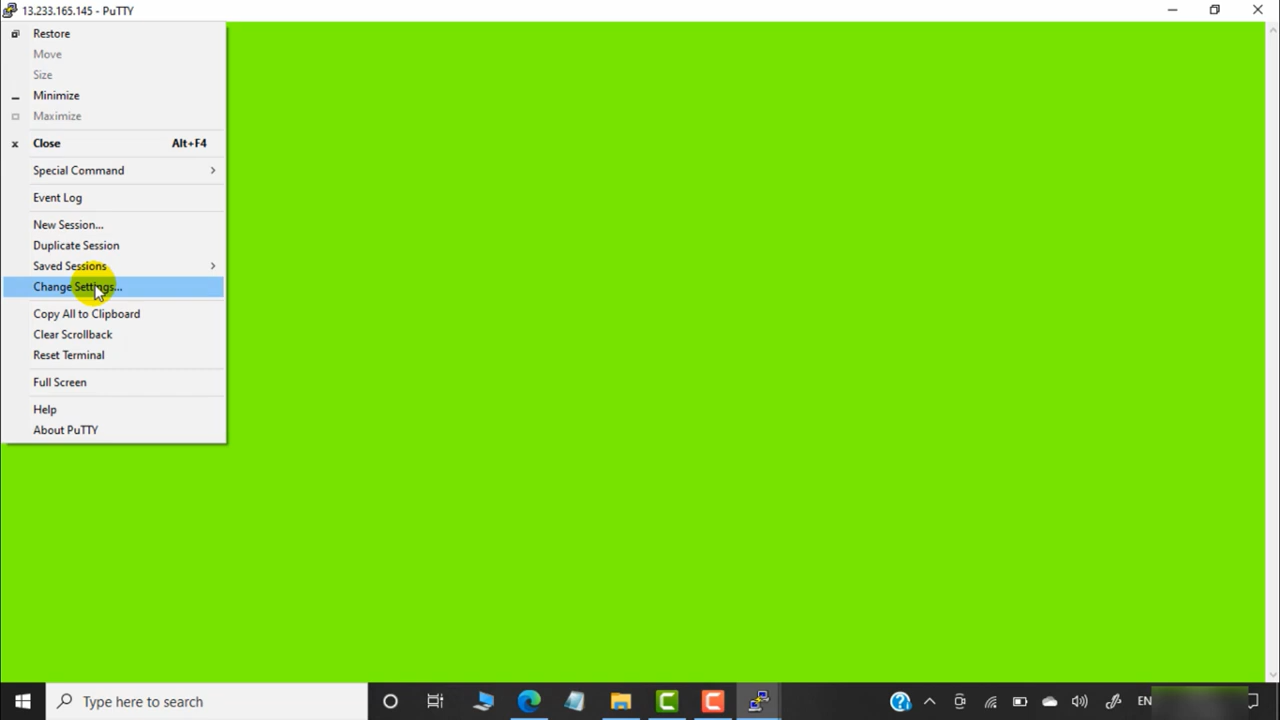 13.233.165.145 - PuTTY
Restore
Move
Size
Minimize
Maximize
x Close Alt+F4
Special Command
Event Log
New Session...
Duplicate Session
Saved Sessions
Change Settings...
Copy All to Clipboard
Clear Scrollback
Reset Terminal
Full Screen
Help
About PuTTY
Type here to search
EN